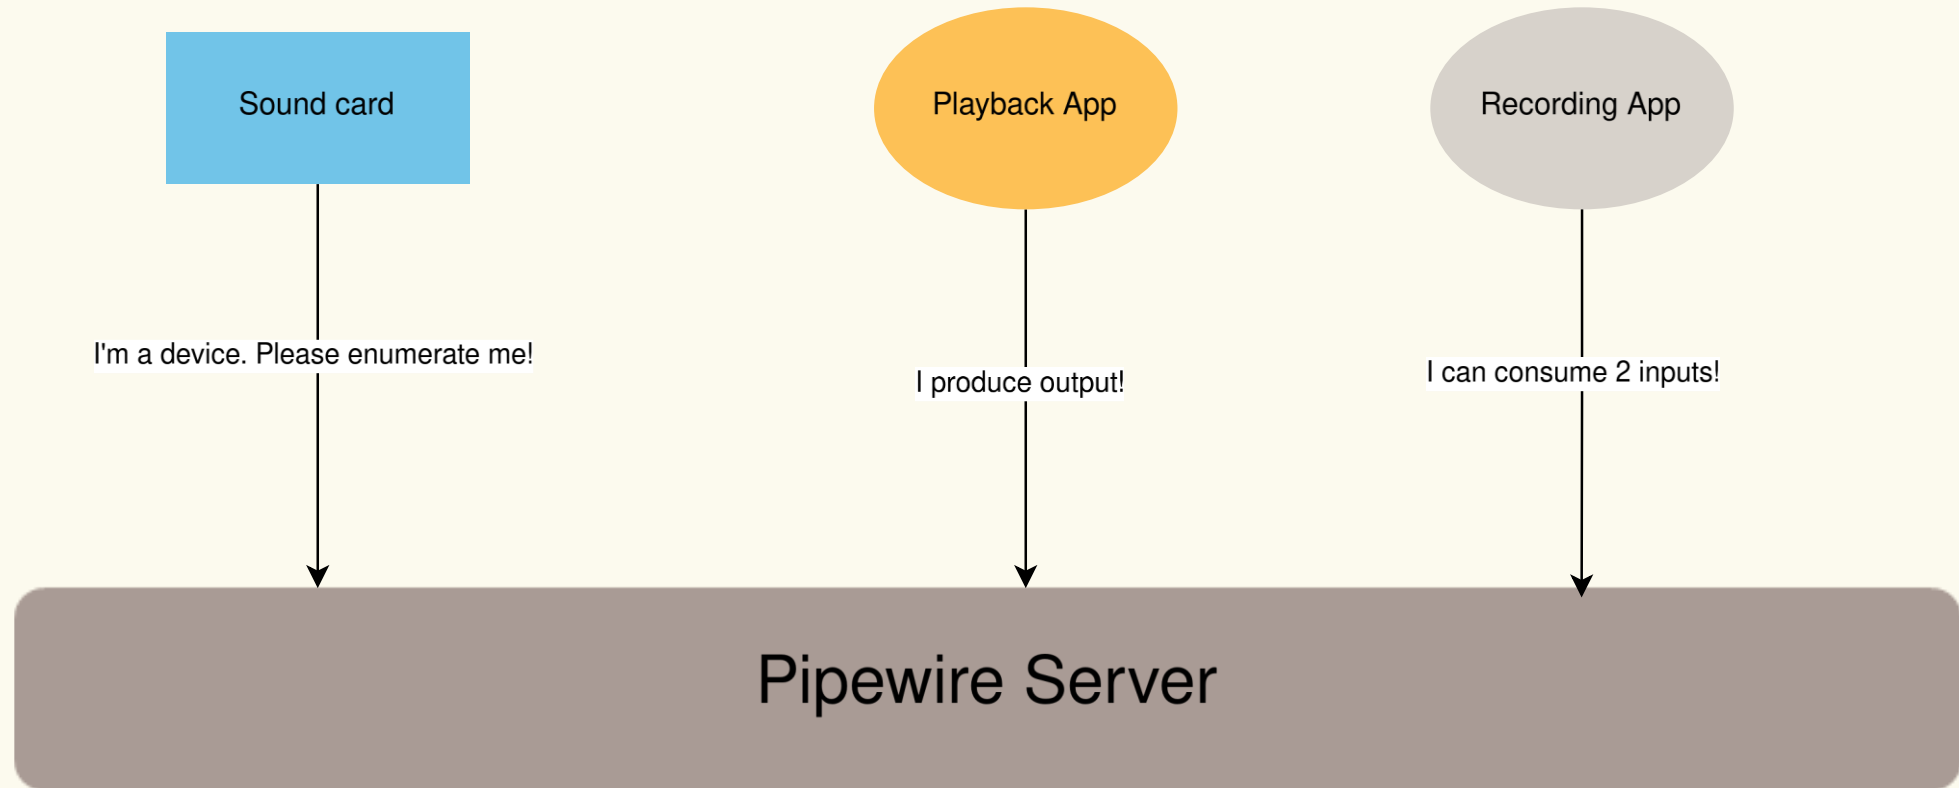 Sound card
Playback App
Recording App
I'm a device. Please enumerate me!
I produce output!
I can consume 2 inputs!
Pipewire Server